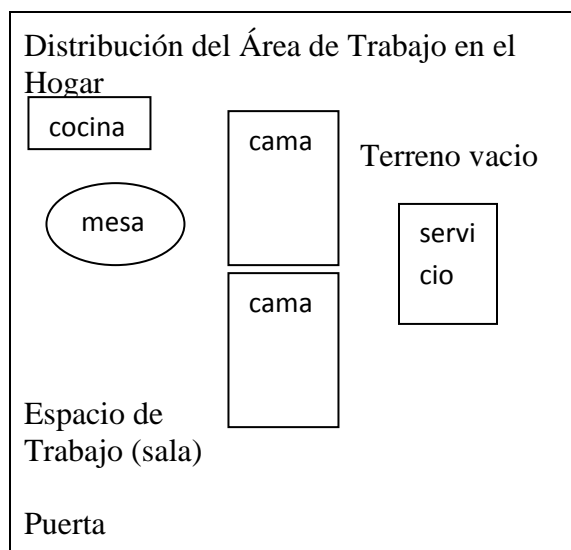 Distribución del Área de Trabajo en el
Hogar
cocina
cama
Terreno vacio
mesa
servi
cio
cama
Espacio de
Trabajo (sala)
Puerta